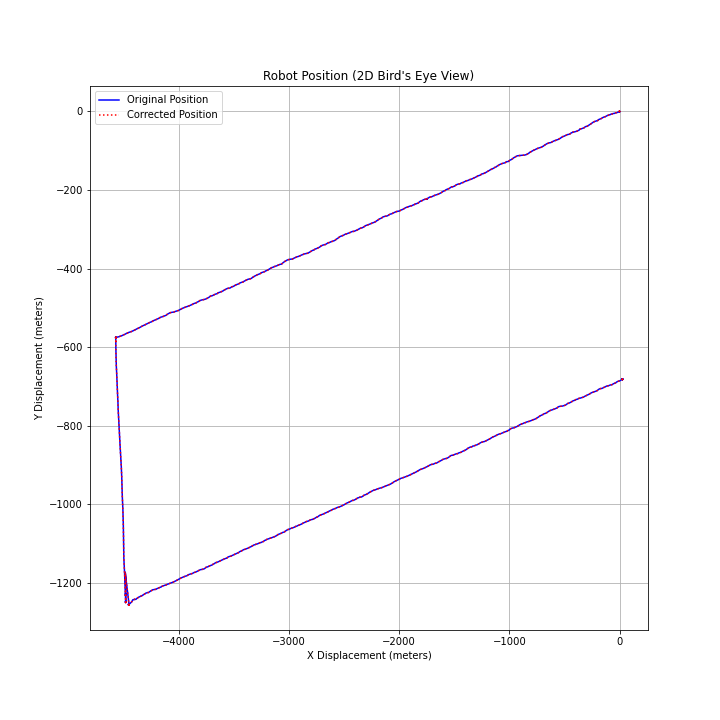 Robot Position (2D Bird's Eye View)
Original Position
Corrected Position
0
−200
−400
−600
−800
−1000
−1200
Y Displacement (meters)
−4000
−3000
−2000
−1000
0
X Displacement (meters)